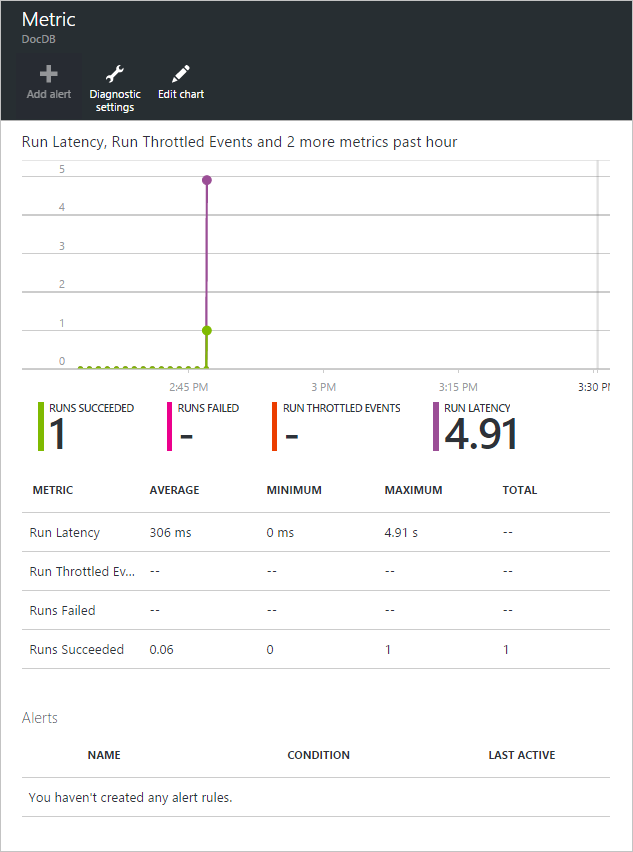 Metric
DocDB
Add alert
Diagnostic settings
Edit chart
Run Latency, Run Throttled Events and 2 more metrics past hour
5
4
3
2
1
0
2:45 PM 3 PM 3:15 PM 3:30 PM
RUNS SUCCEEDED RUNS FAILED RUN THROTTLED EVENTS RUN LATENCY
1 - - 4.91
METRIC AVERAGE MINIMUM MAXIMUM TOTAL
Run Latency 306 ms 0 ms 4.91 s --
Run Throttled Ev... -- -- -- --
Runs Failed -- -- -- --
Runs Succeeded 0.06 0 1 1
Alerts
NAME CONDITION LAST ACTIVE
You haven't created any alert rules.